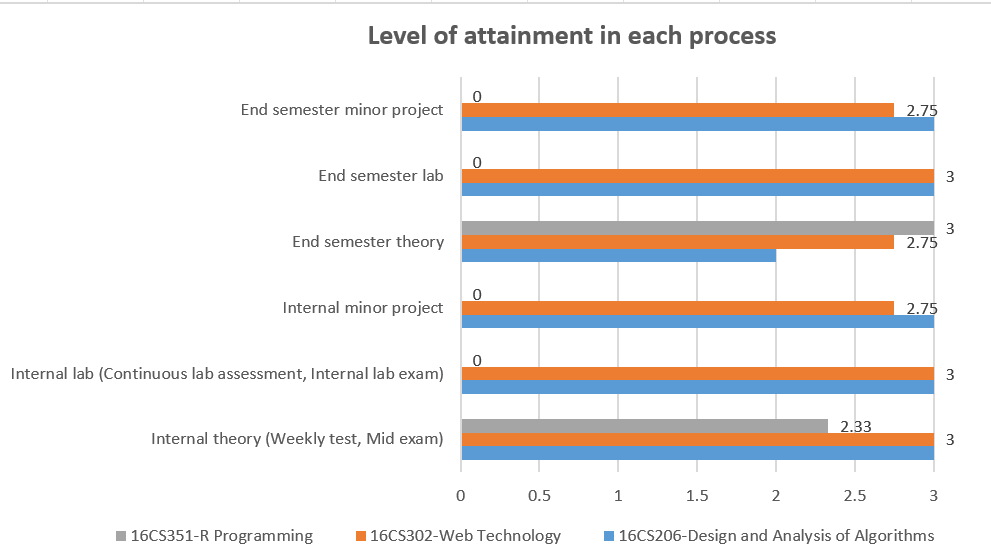 Level of attainment in each process
End semester minor project
0
2.75
End semester lab
0
3
End semester theory
3
2.75
Internal minor project
0
2.75
Internal lab (Continuous lab assessment, Internal lab exam)
0
3
Internal theory (Weekly test, Mid exam)
2.33
3
0 0.5 1 1.5 2 2.5 3
16CS351-R Programming 16CS302-Web Technology 16CS206-Design and Analysis of Algorithms